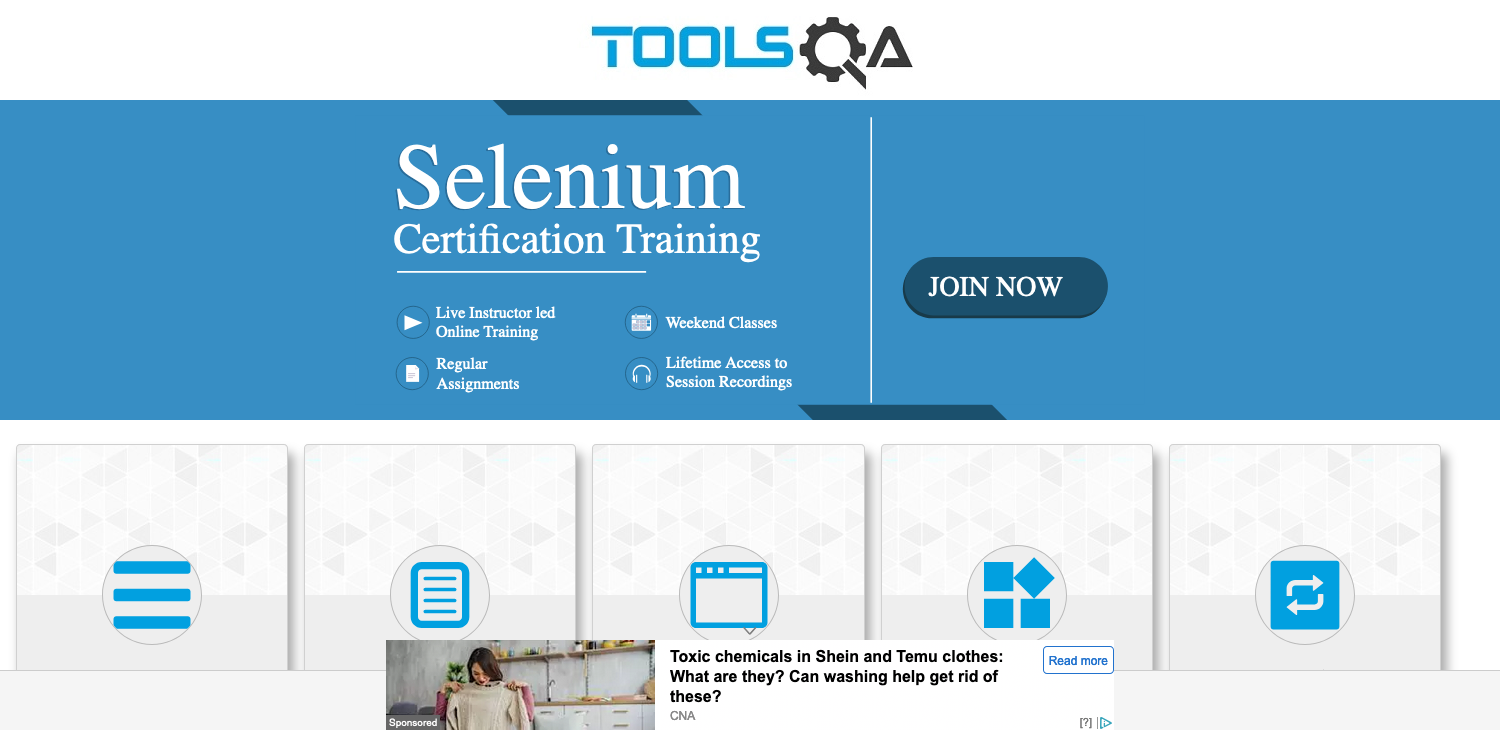 TOOLSQA
Selenium
Certification Training
JOIN NOW
Live Instructor led
Online Training
Weekend Classes
Regular
Assignments
Lifetime Access to
Session Recordings
Toxic chemicals in Shein and Temu clothes:
What are they? Can washing help get rid of
these?
CNA
Read more
Sponsored
[?]